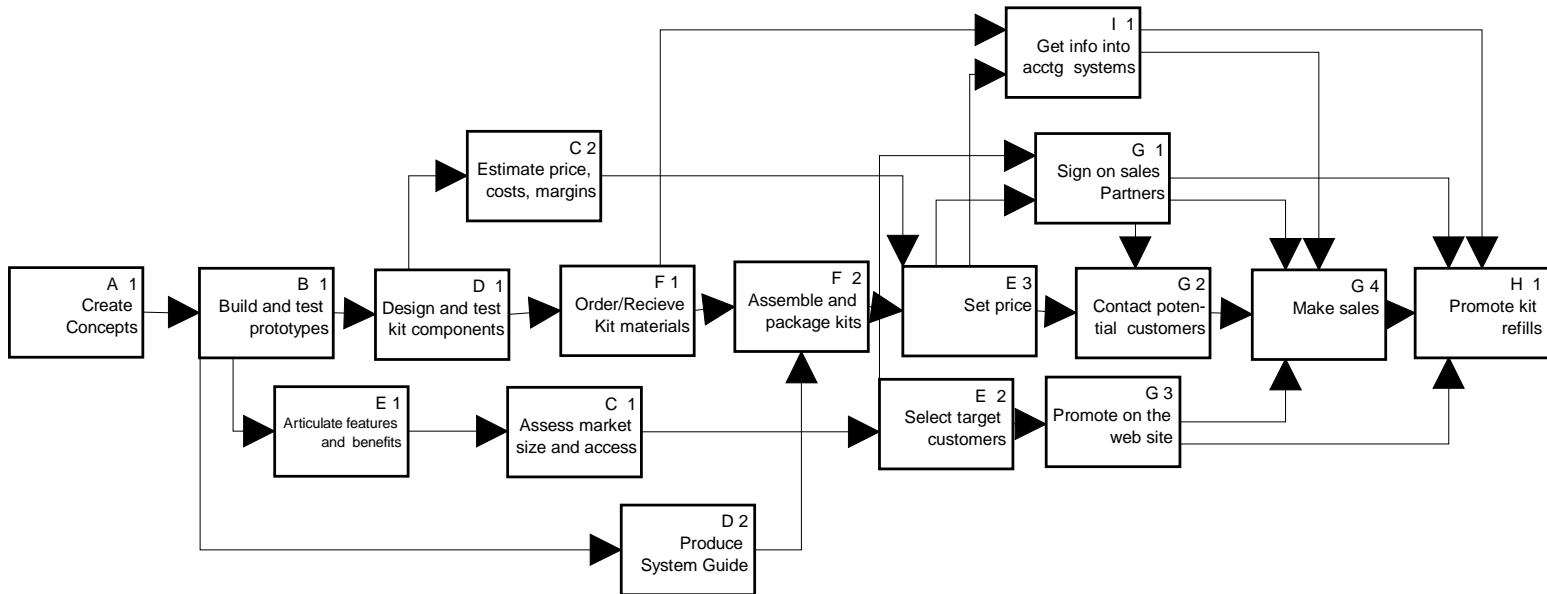 I 1
Get info into
acctg systems
C 2
Estimate price,
costs, margins
G 1
Sign on sales
Partners
A 1
Create
Concepts
B 1
Build and test
prototypes
D 1
Design and test
kit components
F 1
Order/Recieve
Kit materials
F 2
Assemble and
package kits
E 3
Set price
G 2
Contact poten-
tial customers
G 4
Make sales
H 1
Promote kit
refills
E 1
Articulate features
and benefits
C 1
Assess market
size and access
E 2
Select target
customers
G 3
Promote on the
web site
D 2
Produce
System Guide